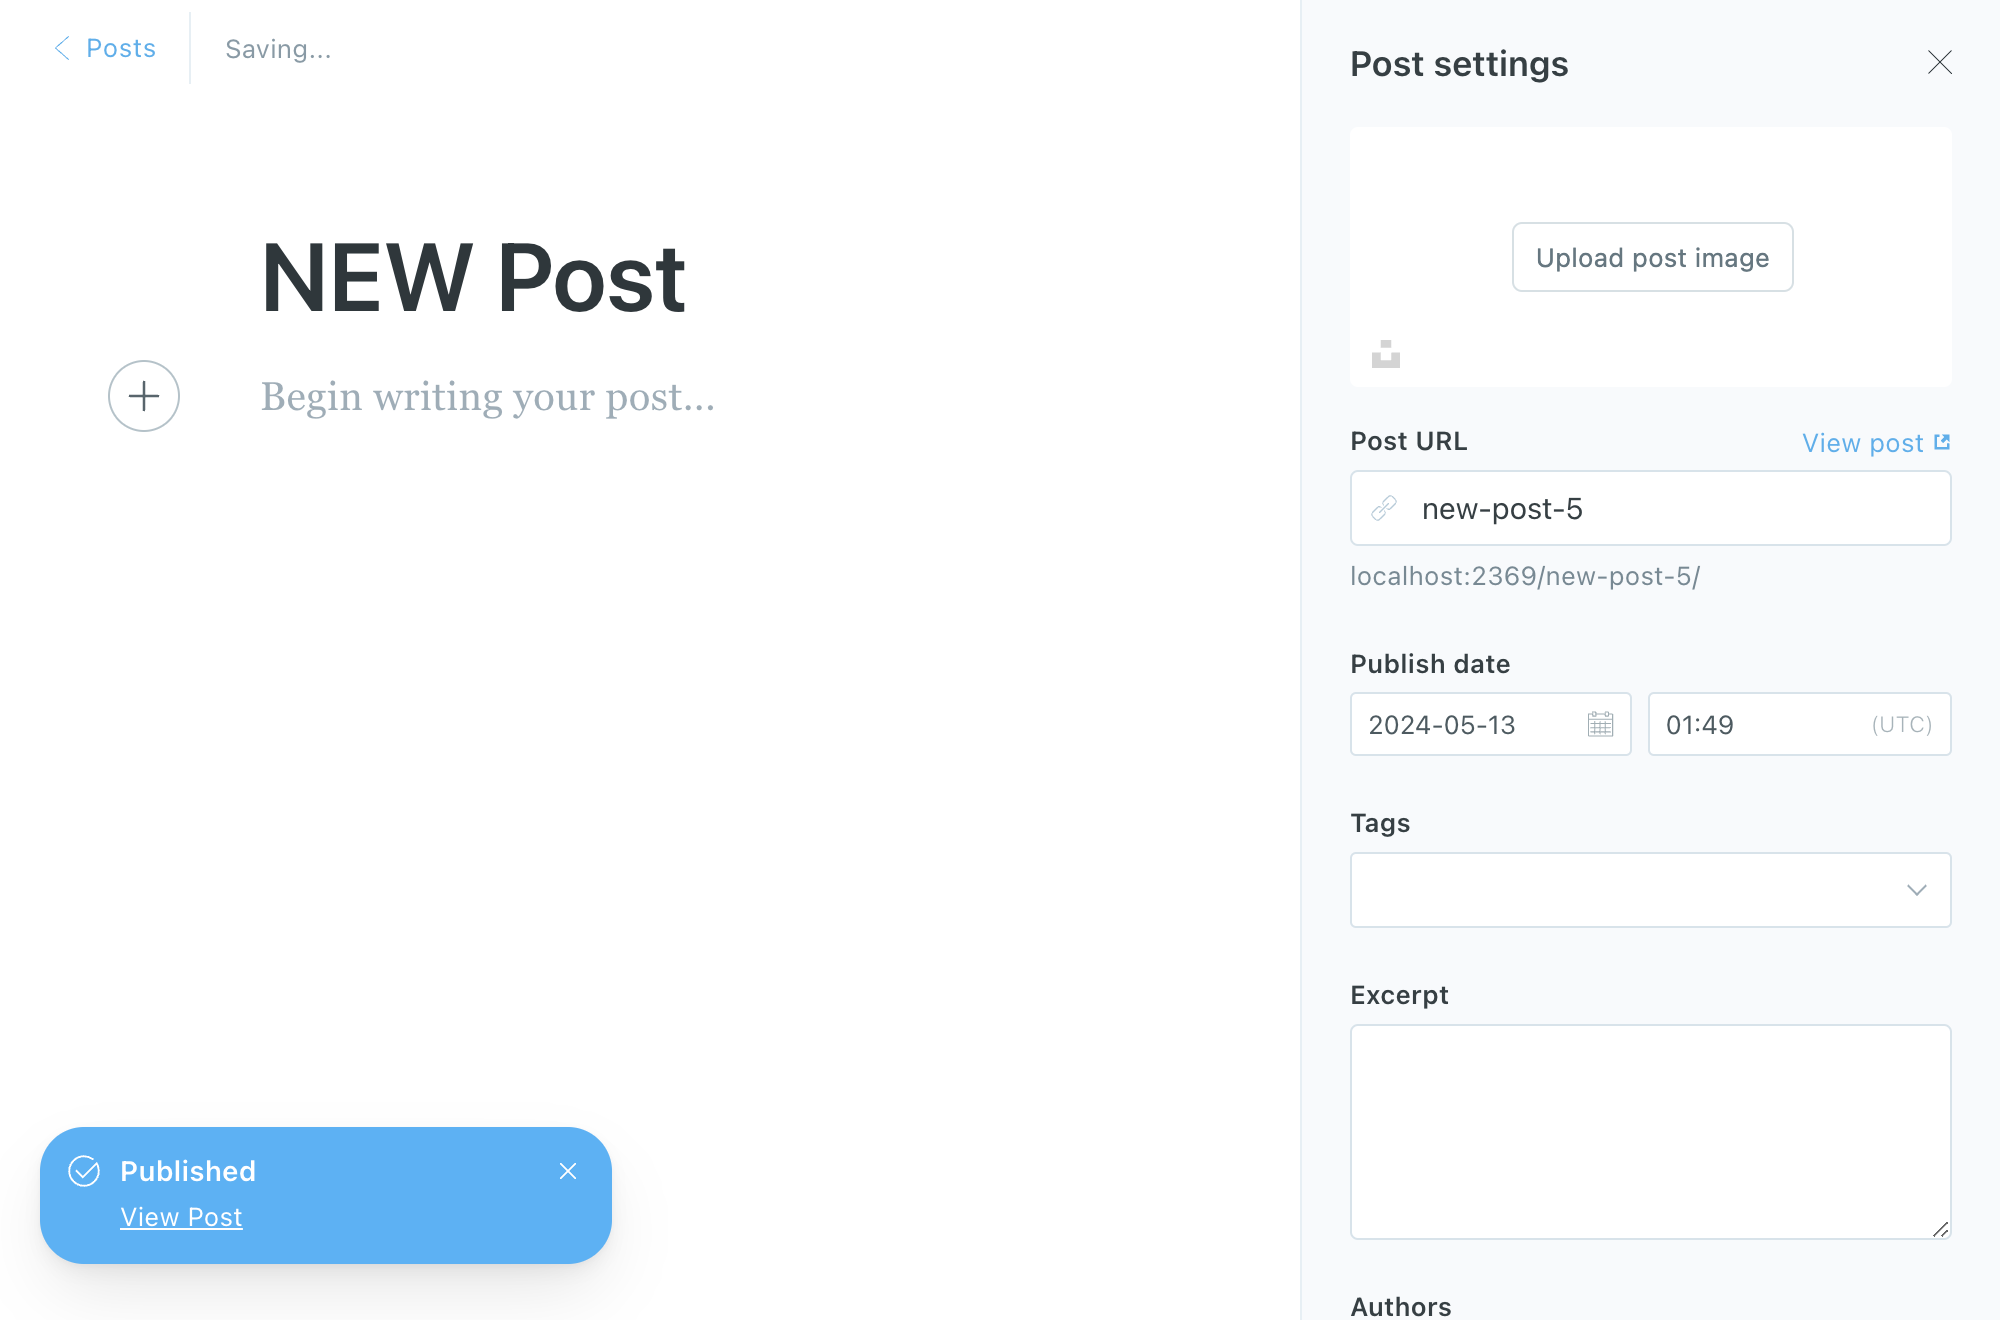 Posts
Saving...
NEW Post
Begin writing your post...
Published
View Post
Post settings
Upload post image
Post URL
View post
new-post-5
localhost:2369/new-post-5/
Publish date
2024-05-13
01:49
(UTC)
Tags
Excerpt
Authors